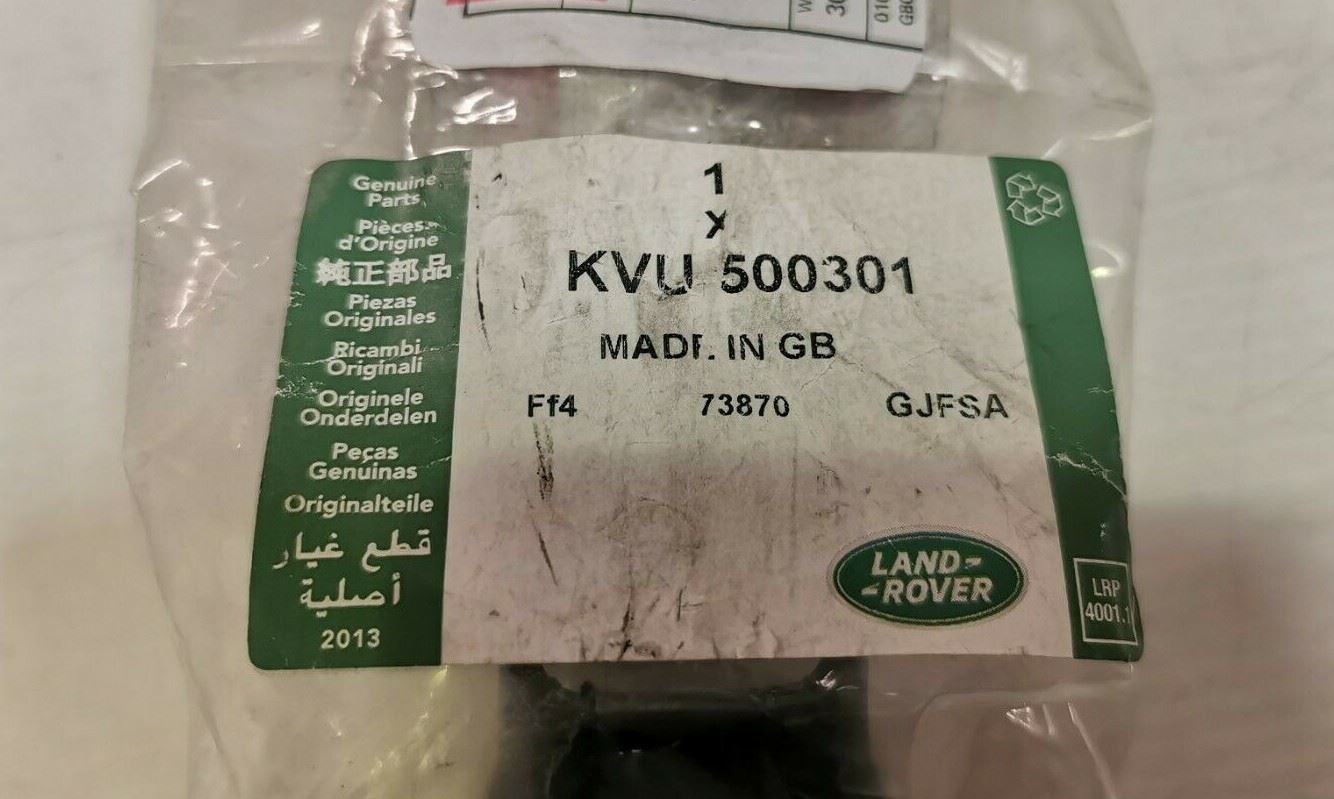 Genuine
Parts
Pièces
d'Origine
純正部品
Piezas
Originales
Ricambi
Originali
Originele
Onderdelen
Peças
Genuinas
Originalteile
قطع غيار
أصلية
2013
1
X
KVU 500301
MADE IN GB
Ff4 73870 GJFSA
LAND-
-ROVER
LRP
4001.1